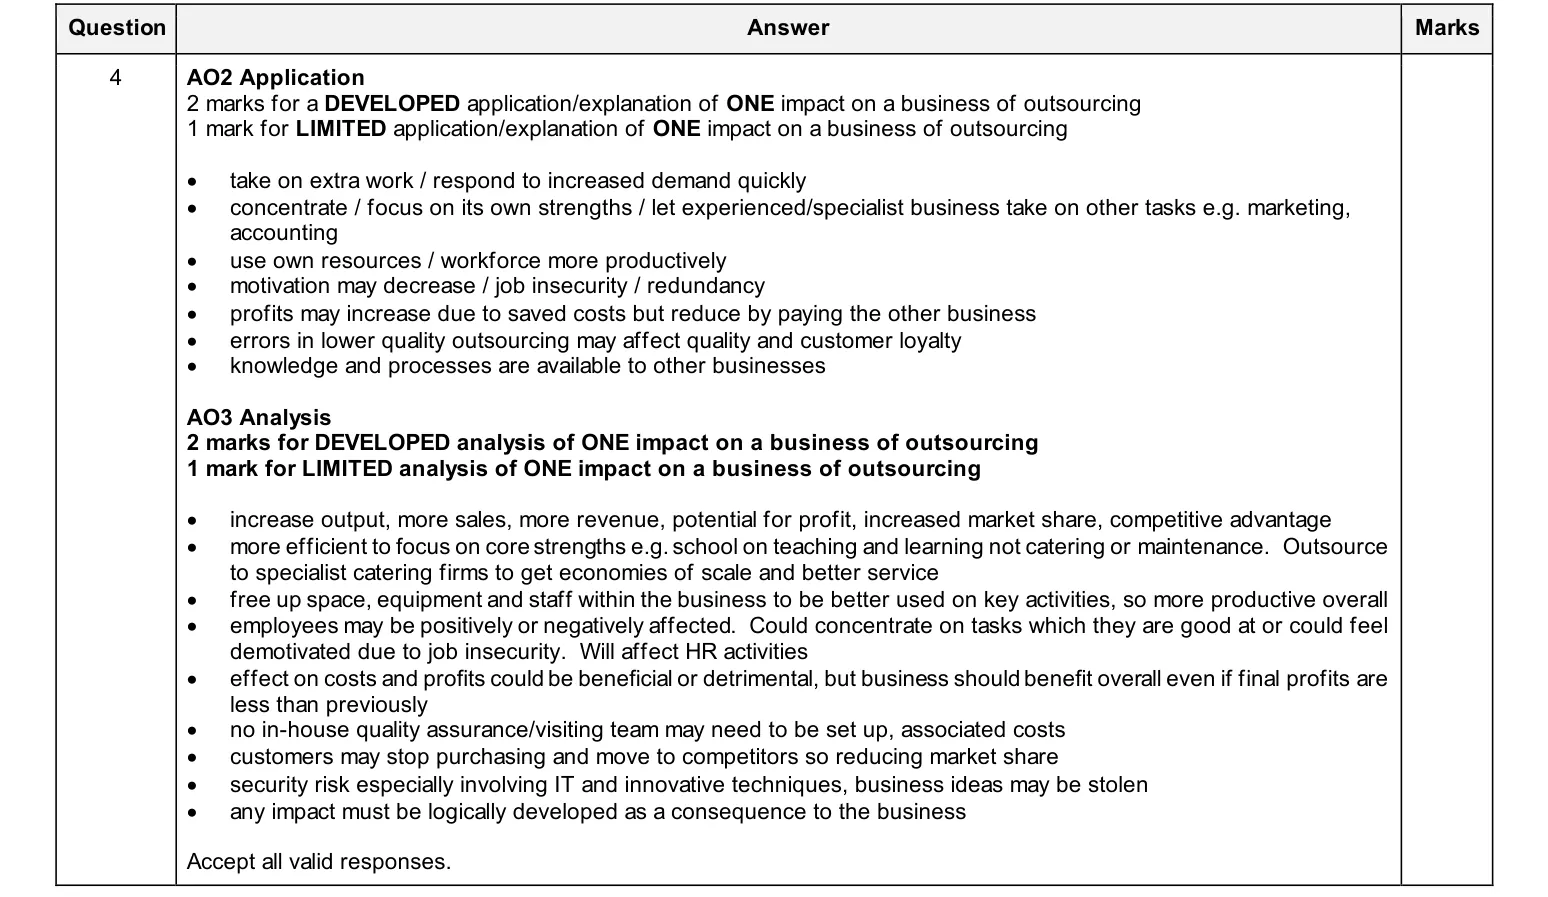 Question Answer Marks
4 AO2 Application
2 marks for a DEVELOPED application/explanation of ONE impact on a business of outsourcing
1 mark for LIMITED application/explanation of ONE impact on a business of outsourcing
• take on extra work / respond to increased demand quickly
• concentrate / focus on its own strengths / let experienced/specialist business take on other tasks e.g. marketing,
accounting
• use own resources / workforce more productively
• motivation may decrease / job insecurity / redundancy
• profits may increase due to saved costs but reduce by paying the other business
• errors in lower quality outsourcing may affect quality and customer loyalty
• knowledge and processes are available to other businesses
AO3 Analysis
2 marks for DEVELOPED analysis of ONE impact on a business of outsourcing
1 mark for LIMITED analysis of ONE impact on a business of outsourcing
• increase output, more sales, more revenue, potential for profit, increased market share, competitive advantage
• more efficient to focus on core strengths e.g. school on teaching and learning not catering or maintenance. Outsource
to specialist catering firms to get economies of scale and better service
• free up space, equipment and staff within the business to be better used on key activities, so more productive overall
• employees may be positively or negatively affected. Could concentrate on tasks which they are good at or could feel
demotivated due to job insecurity. Will affect HR activities
• effect on costs and profits could be beneficial or detrimental, but business should benefit overall even if final profits are
less than previously
• no in-house quality assurance/visiting team may need to be set up, associated costs
• customers may stop purchasing and move to competitors so reducing market share
• security risk especially involving IT and innovative techniques, business ideas may be stolen
• any impact must be logically developed as a consequence to the business
Accept all valid responses.